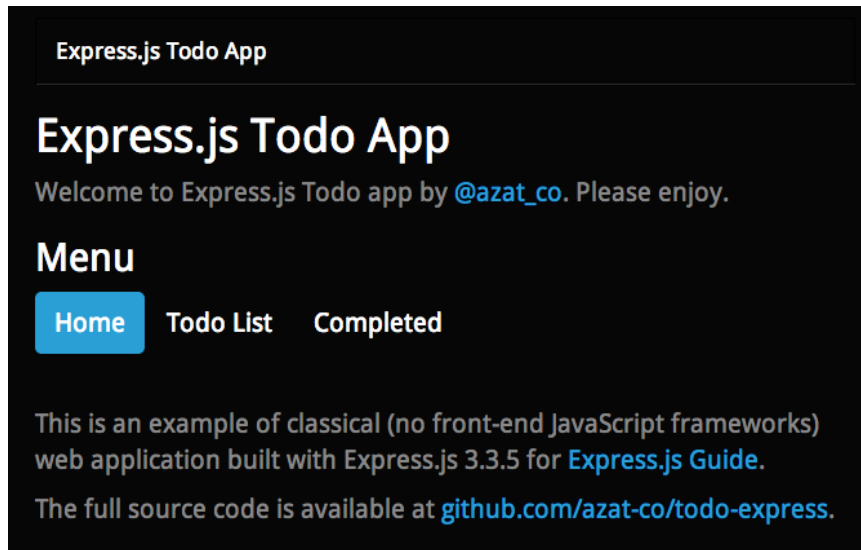 Express.js Todo App
Express.js Todo App
Welcome to Express.js Todo app by @azat_co. Please enjoy.
Menu
Home Todo List Completed
This is an example of classical (no front-end JavaScript frameworks)
web application built with Express.js 3.3.5 for Express.js Guide.
The full source code is available at github.com/azat-co/todo-express.